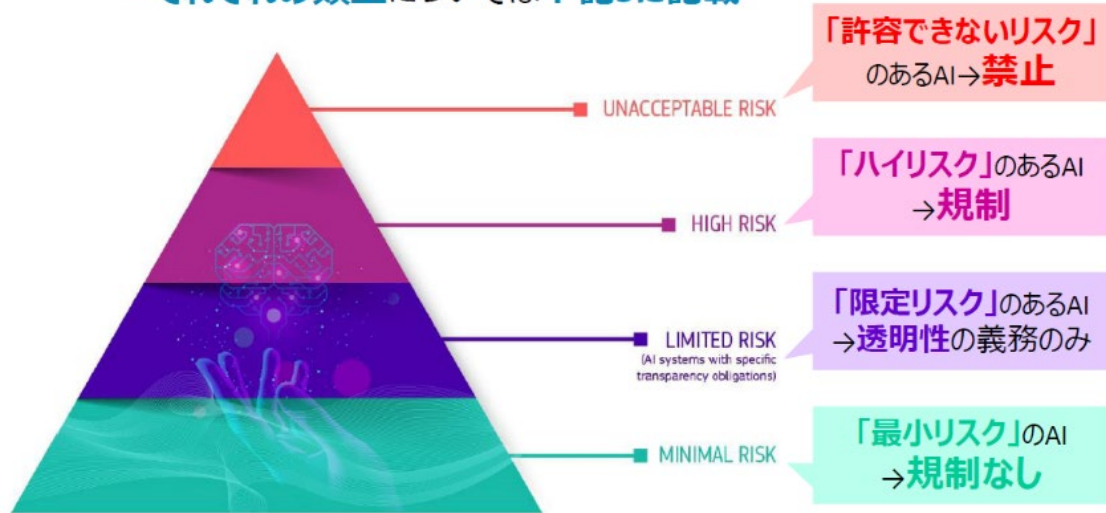 「許容できないリスク」
のあるAI→禁止
UNACCEPTABLE RISK
「ハイリスク」のあるAI
→規制
HIGH RISK
「限定リスク」のあるAI
→透明性の義務のみ
LIMITED RISK
(AI systems with specific
transparency obligations)
「最小リスク」のAI
→規制なし
MINIMAL RISK